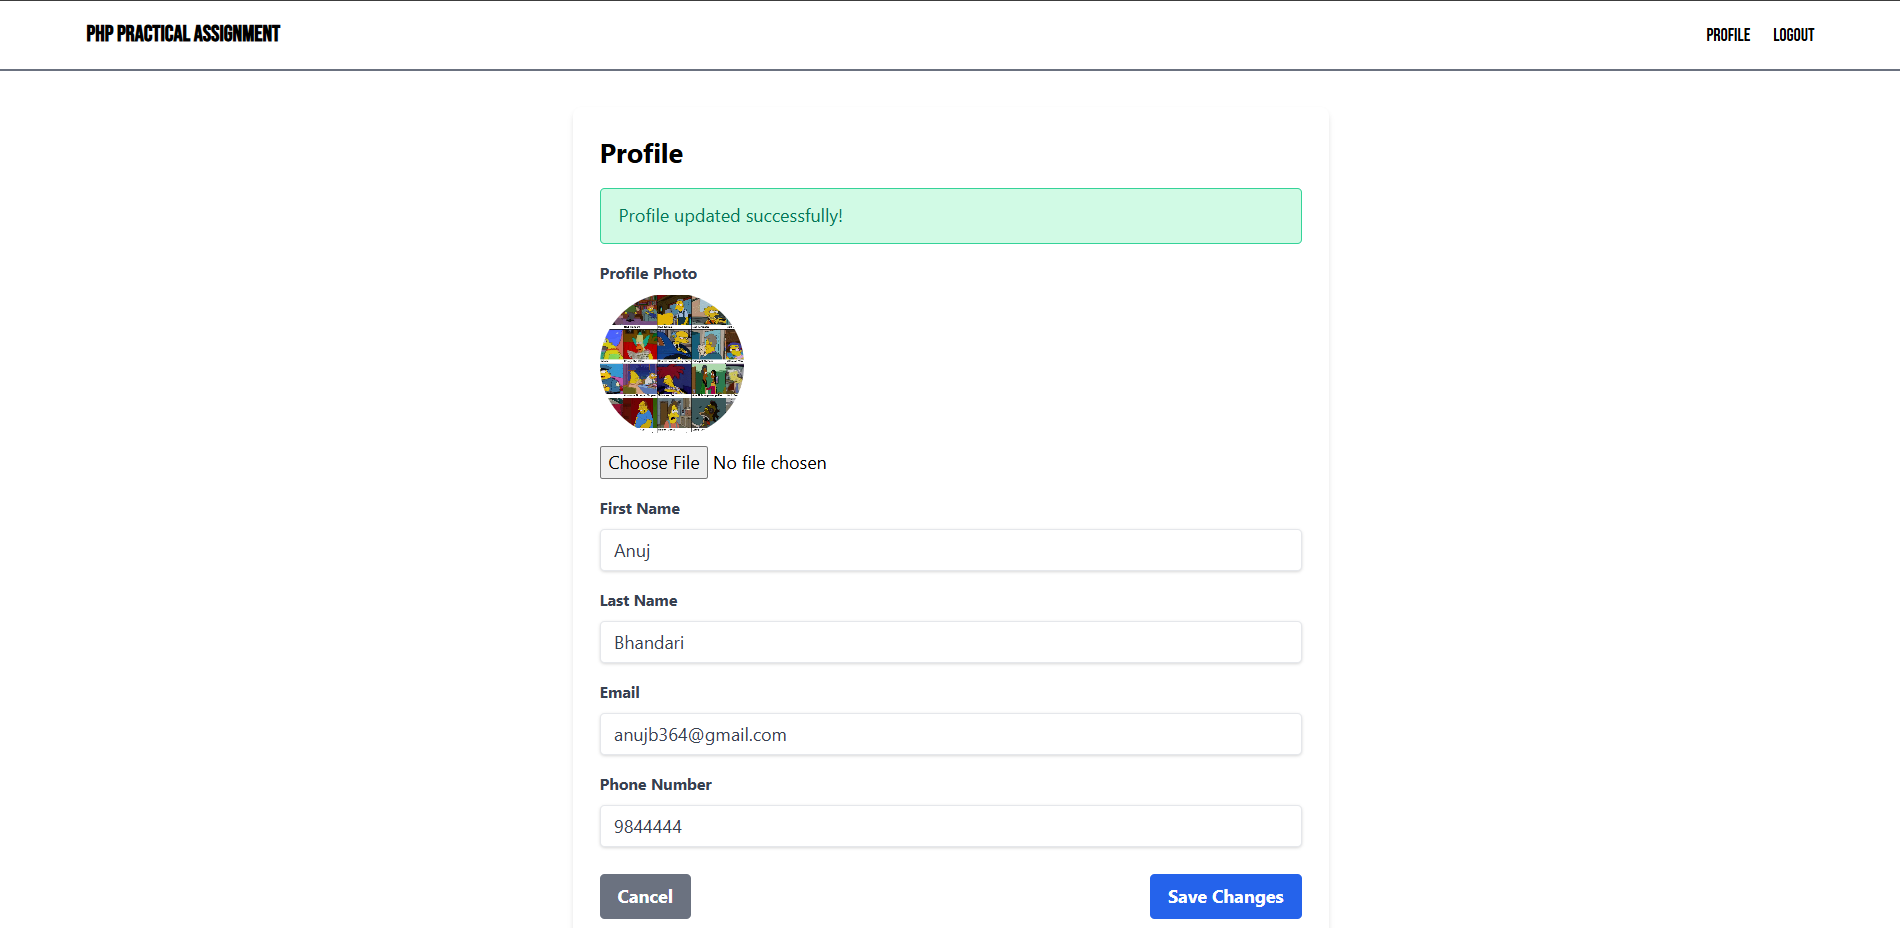 PHP PRACTICAL ASSIGNMENT
PROFILE LOGOUT
Profile
Profile updated successfully!
Profile Photo
Choose File No file chosen
First Name
Anuj
Last Name
Bhandari
Email
anujb364@gmail.com
Phone Number
9844444
Cancel Save Changes